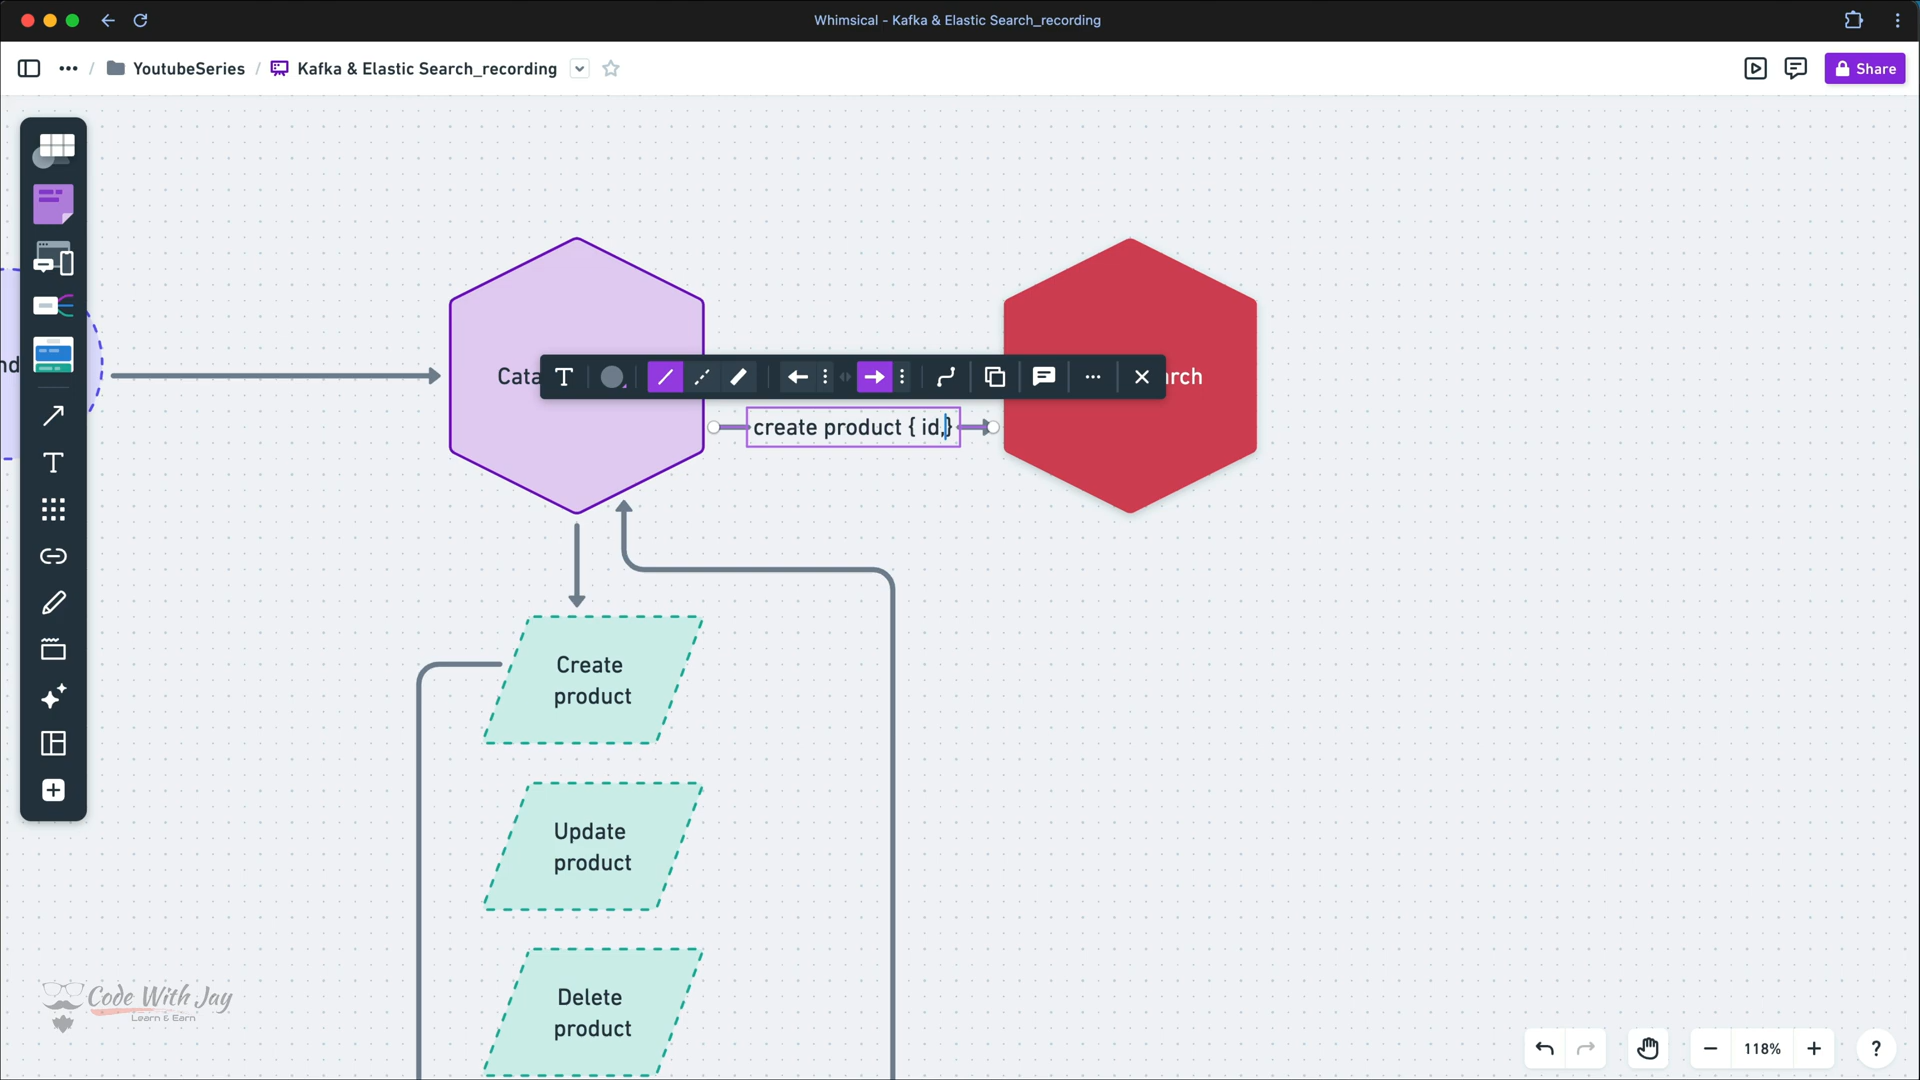 Whimsical - Kafka & Elastic Search_recording
/ YoutubeSeries / Kafka & Elastic Search_recording
Share
nd
Cata
T
rch
create product { id,}
T
Create
product
Update
product
Delete
product
Code With Jay
Learn & Earn
118%
?